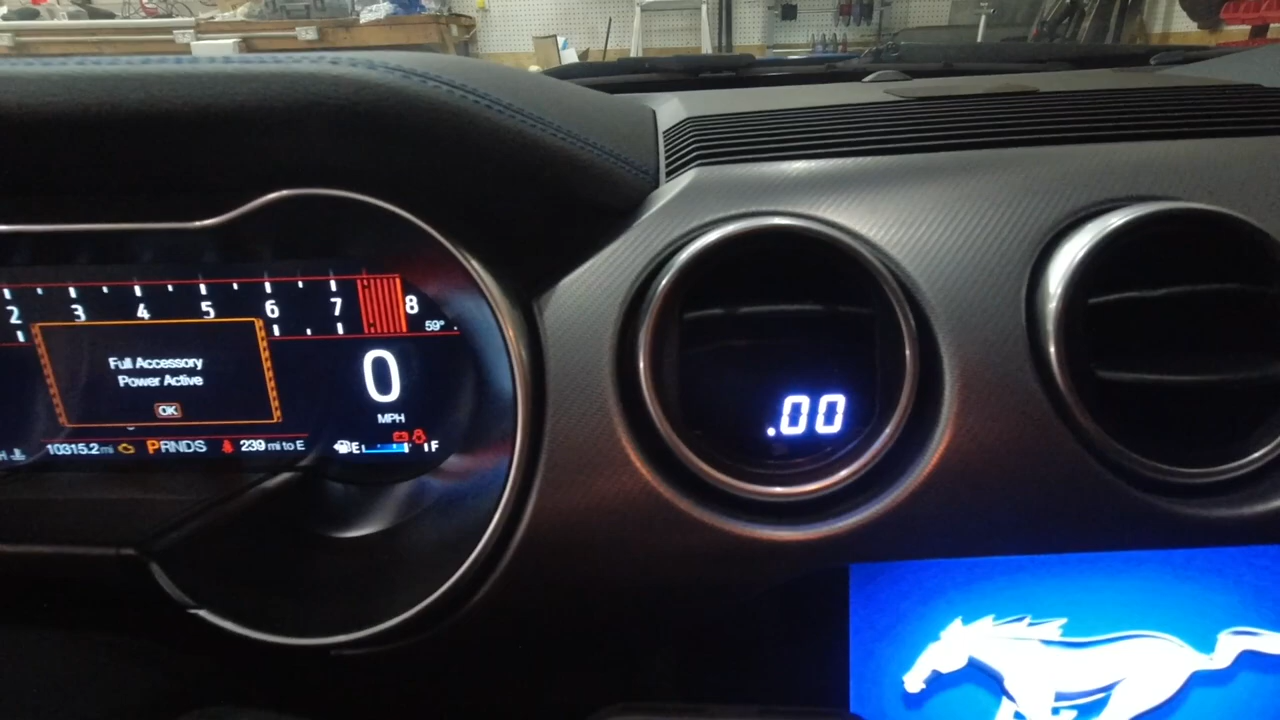 2 3 4 5 6 7 8
59°
Full Accessory
Power Active
OK
0
MPH
10315.2 mi PRNDS 239 mi to E
E F
H
.00